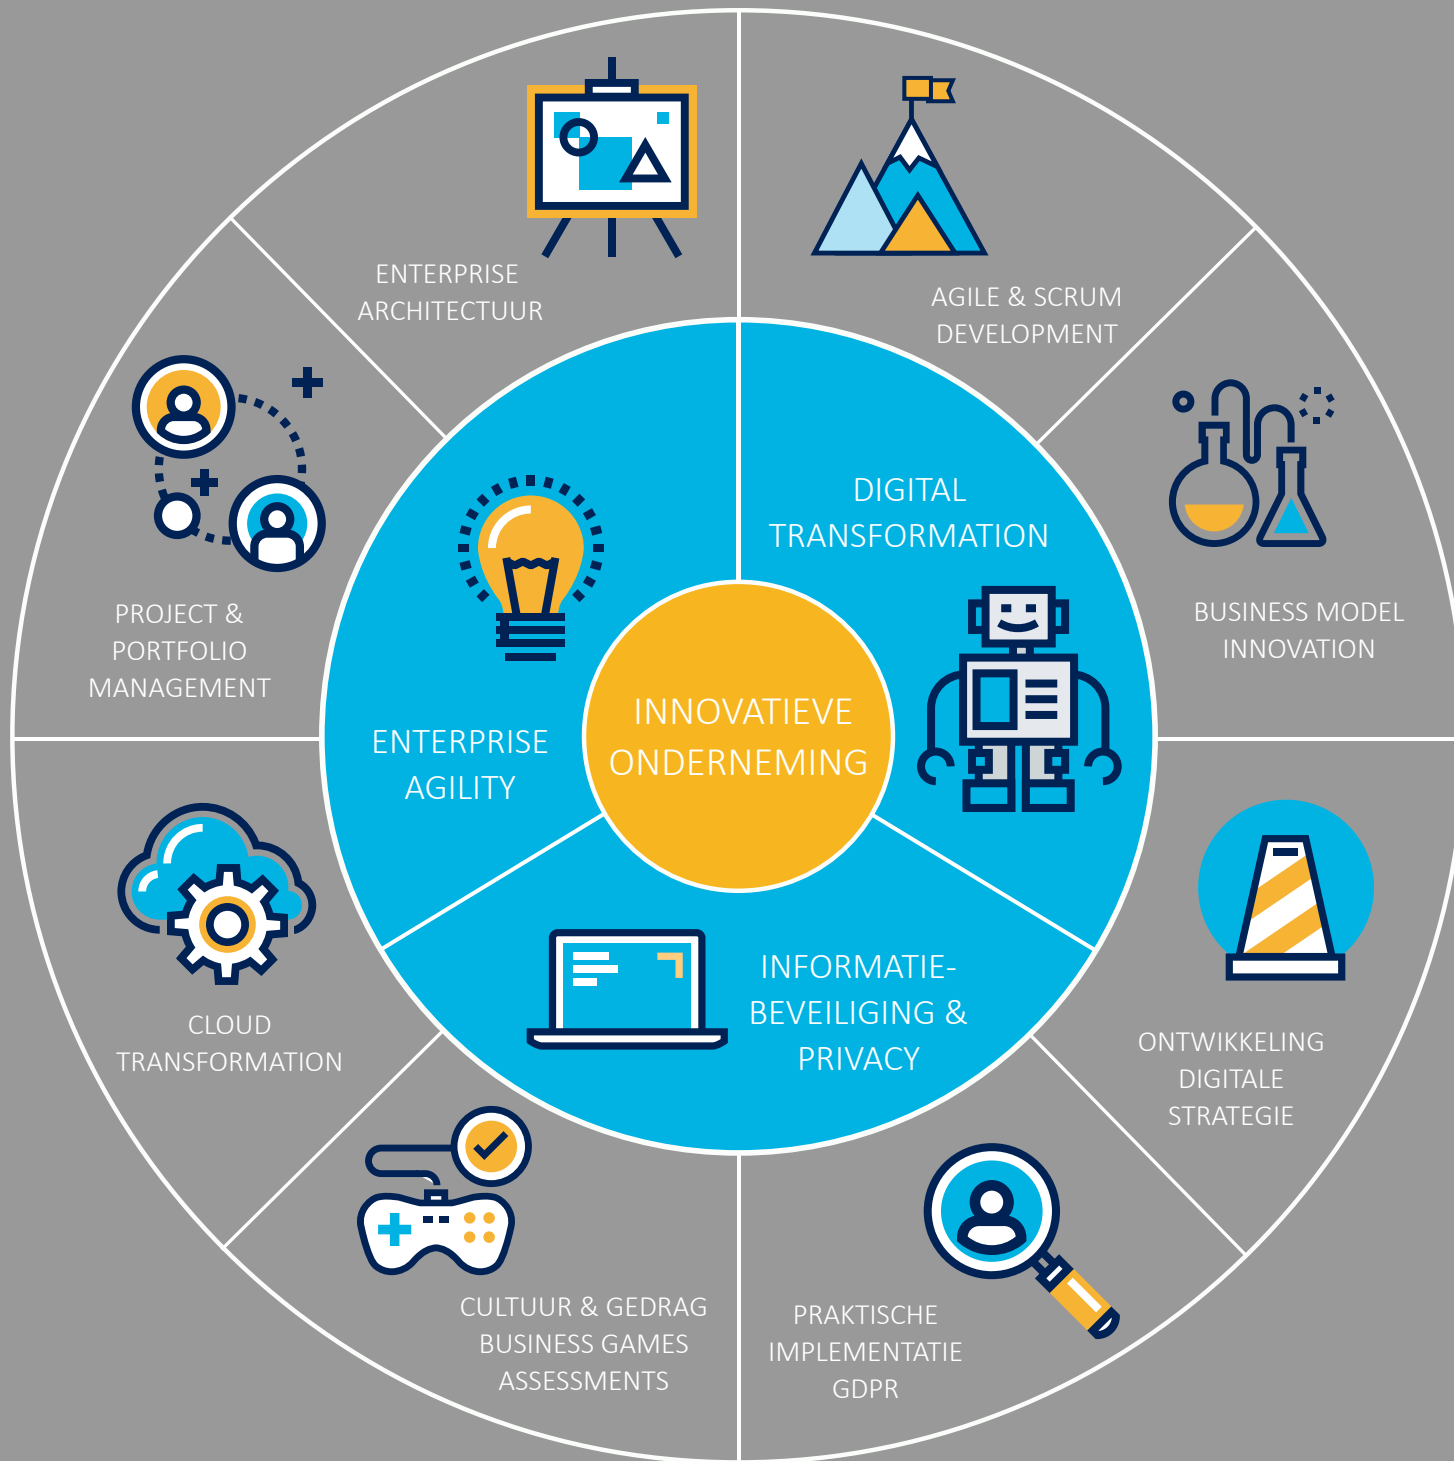 ENTERPRISE
ARCHITECTUUR
AGILE & SCRUM
DEVELOPMENT
PROJECT &
PORTFOLIO
MANAGEMENT
BUSINESS MODEL
INNOVATION
DIGITAL
TRANSFORMATION
ENTERPRISE
AGILITY
INNOVATIEVE
ONDERNEMING
INFORMATIE-
BEVEILIGING &
PRIVACY
CLOUD
TRANSFORMATION
ONTWIKKELING
DIGITALE
STRATEGIE
CULTUUR & GEDRAG
BUSINESS GAMES
ASSESSMENTS
PRAKTISCHE
IMPLEMENTATIE
GDPR